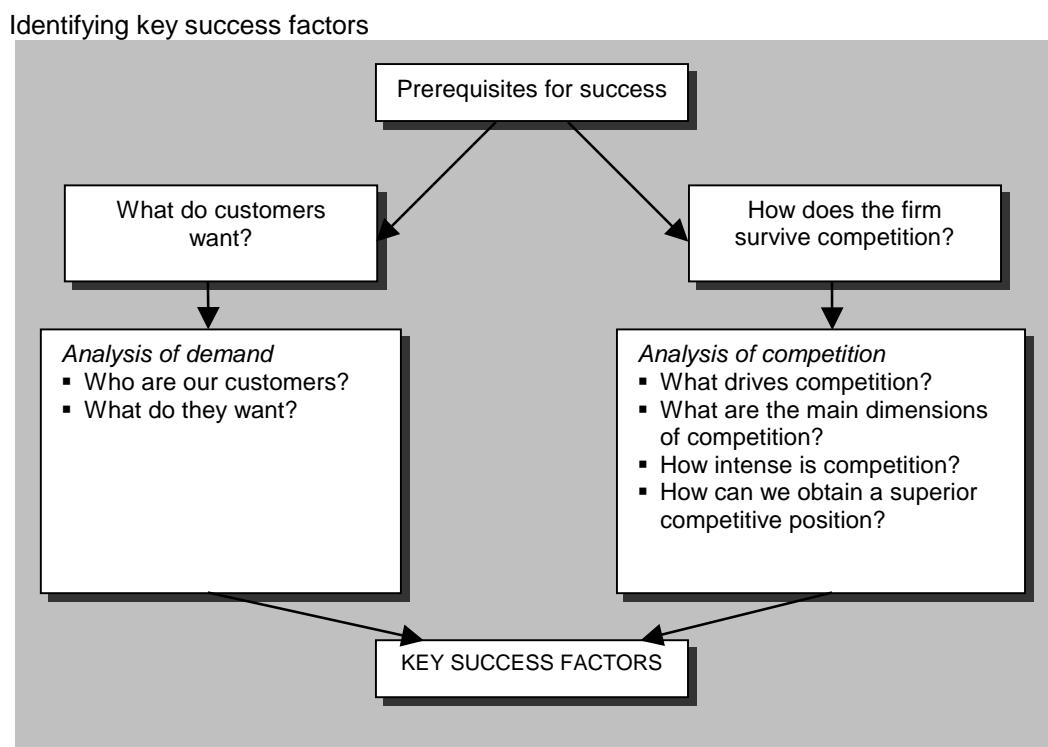 Identifying key success factors
Prerequisites for success
What do customers
want?
How does the firm
survive competition?
Analysis of demand
▪ Who are our customers?
▪ What do they want?
Analysis of competition
▪ What drives competition?
▪ What are the main dimensions
of competition?
▪ How intense is competition?
▪ How can we obtain a superior
competitive position?
KEY SUCCESS FACTORS